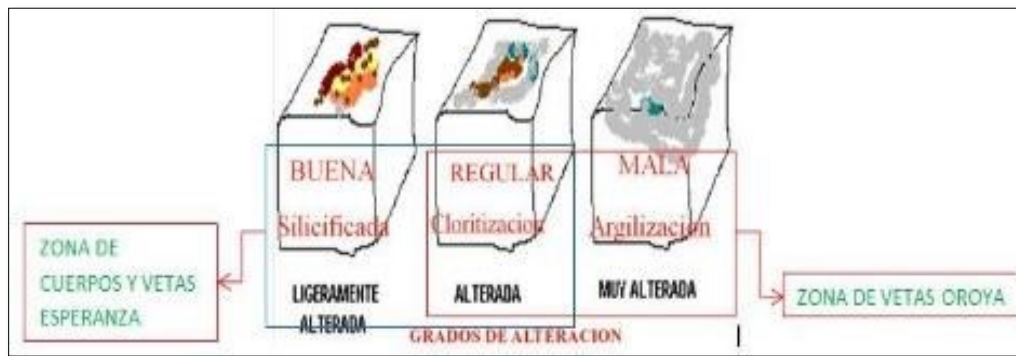 BUENA
Silicificada
LIGERAMENTE
ALTERADA
REGULAR
Cloritizacion
ALTERADA
MALA
Argilización
MUY ALTERADA
ZONA DE
CUERPOS Y VETAS
ESPERANZA
ZONA DE VETAS OROYA
GRADOS DE ALTERACION